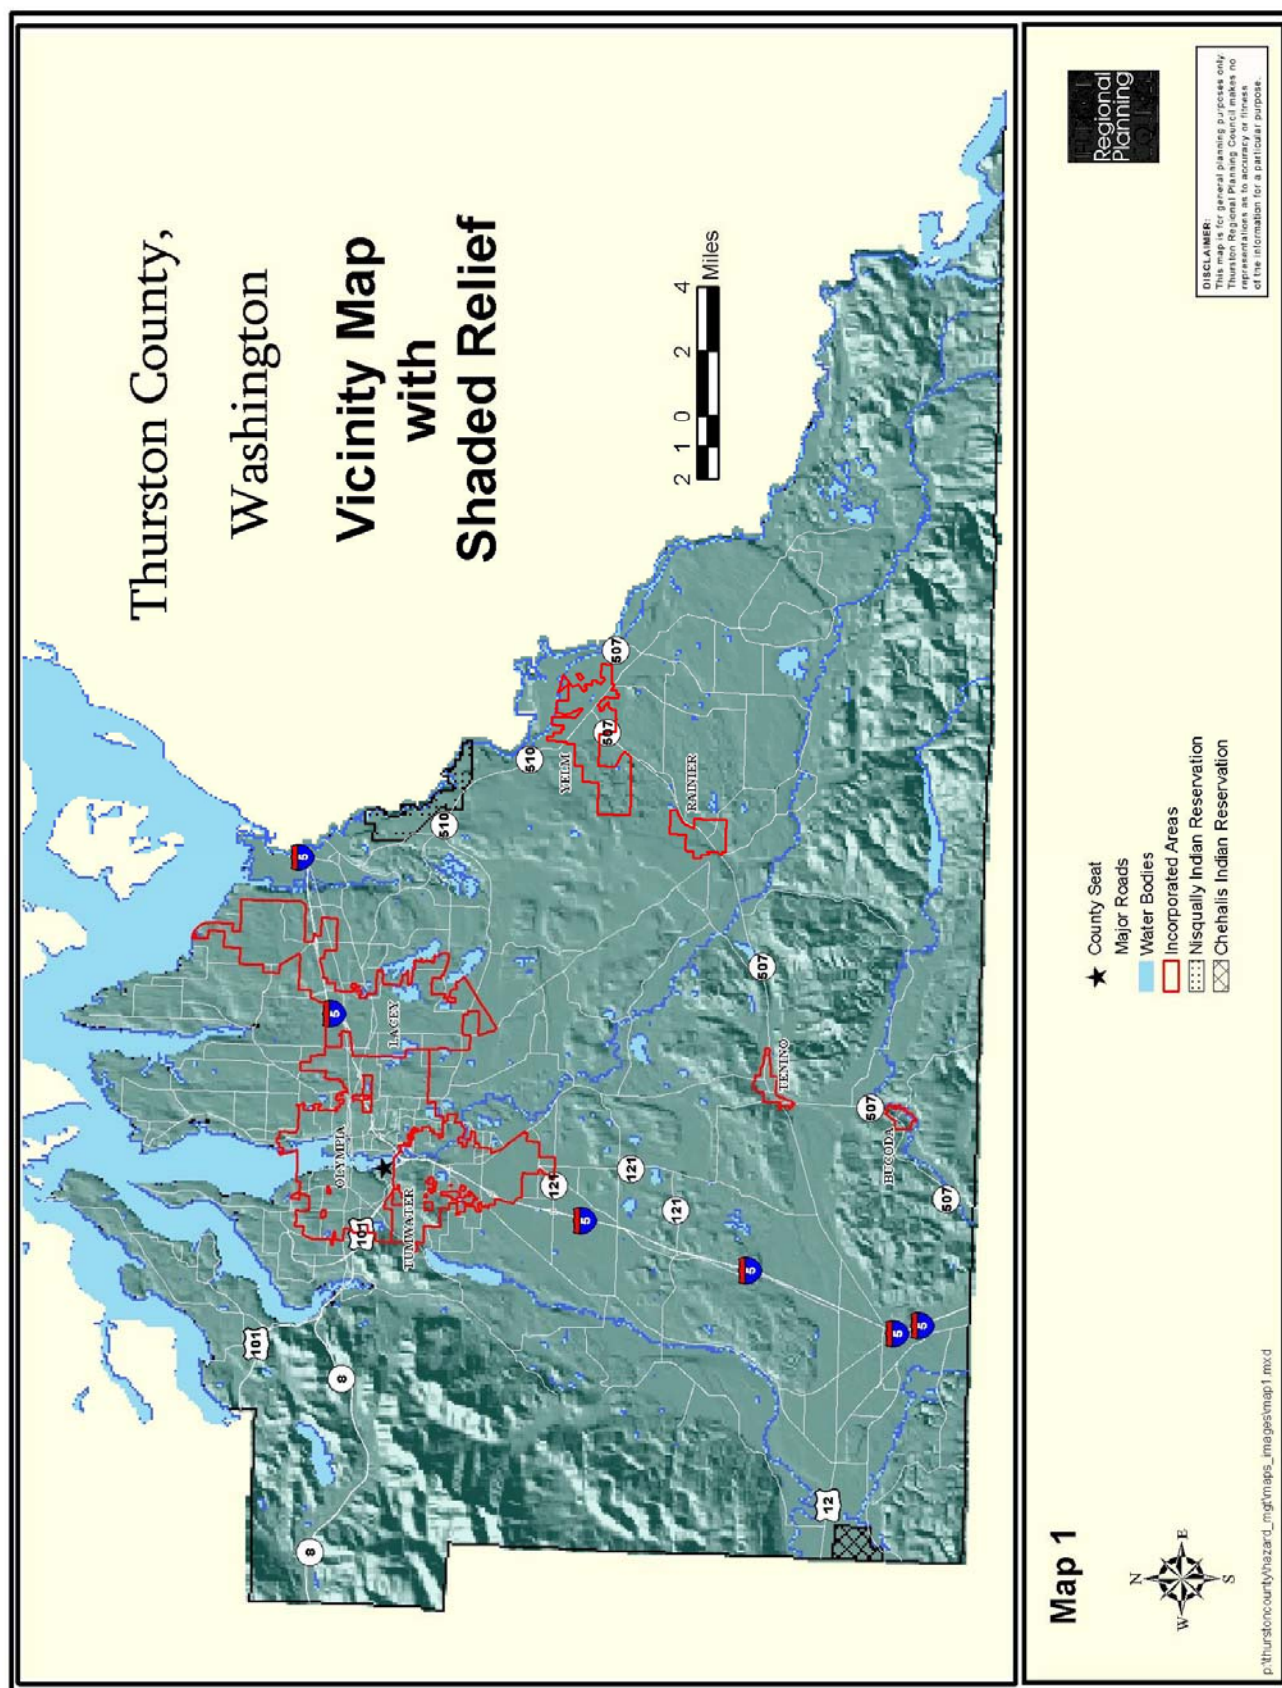 Thurston County,
Washington
Vicinity Map
with
Shaded Relief
2 1 0 2 4
Miles
101
8
8
101
5
5
OLYMPIA
LACEY
TUMWATER
510
510
YELM
507
507
RAINIER
121
121
121
5
5
507
TENINO
507
BUCODA
507
5
5
12
Map 1
N
W E
S
County Seat
Major Roads
Water Bodies
Incorporated Areas
Nisqually Indian Reservation
Chehalis Indian Reservation
Regional
Planning
DISCLAIMER:
This map is for general planning purposes only.
Thurston Regional Planning Council makes no
representations as to accuracy or fitness
of the information for a particular purpose.
p:\thurstoncounty\hazard_mgt\maps_images\map1.mxd